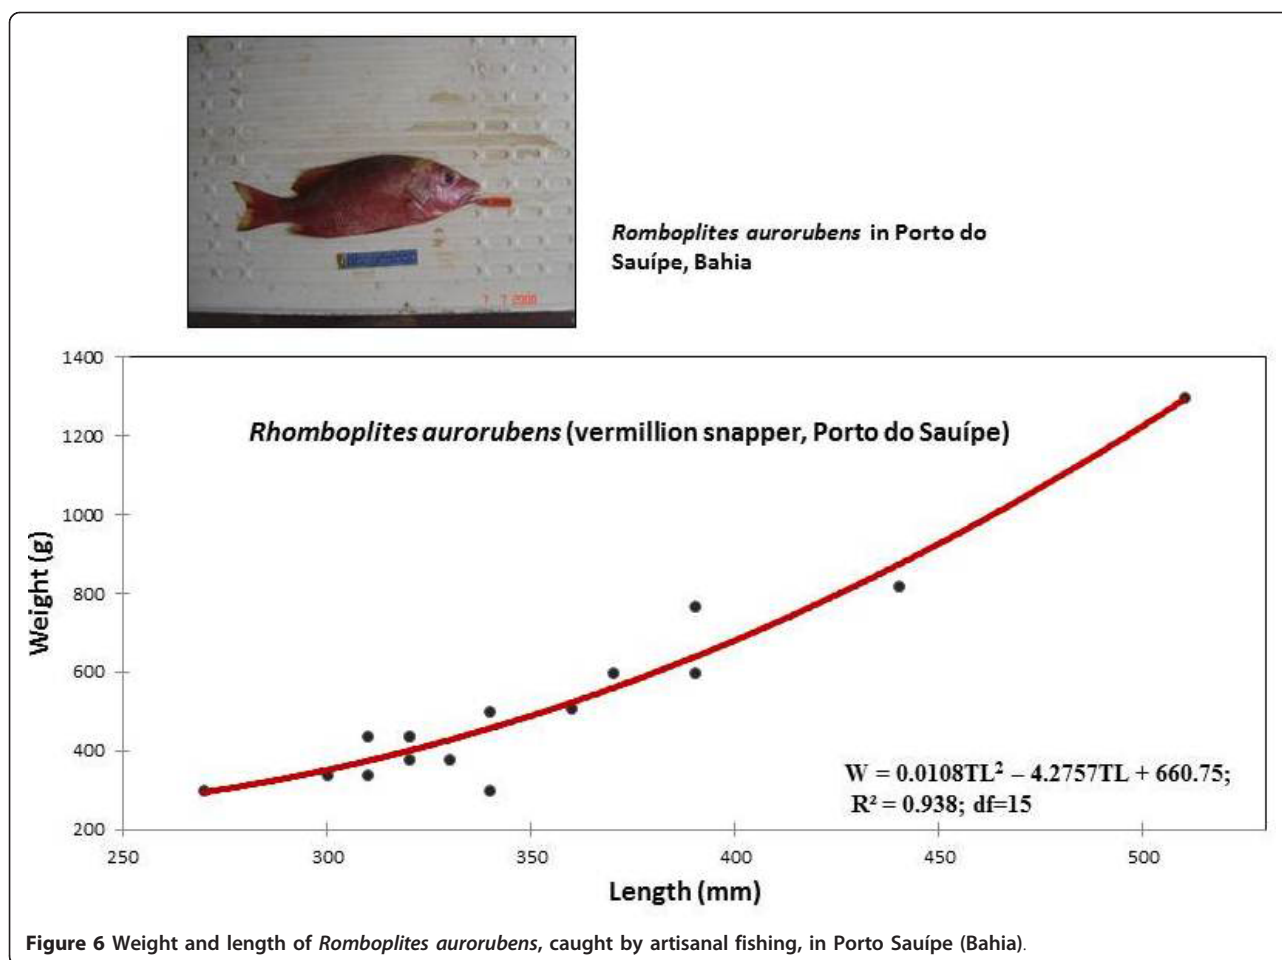 7 7 2008
Romboplites aurorubens in Porto do
Sauípe, Bahia
1400
1200
1000
800
600
400
200
Weight (g)
Rhomboplites aurorubens (vermillion snapper, Porto do Sauípe)
W = 0.0108TL² – 4.2757TL + 660.75;
R² = 0.938; df=15
250 300 350 400 450 500
Length (mm)
Figure 6 Weight and length of Romboplites aurorubens, caught by artisanal fishing, in Porto Sauípe (Bahia).